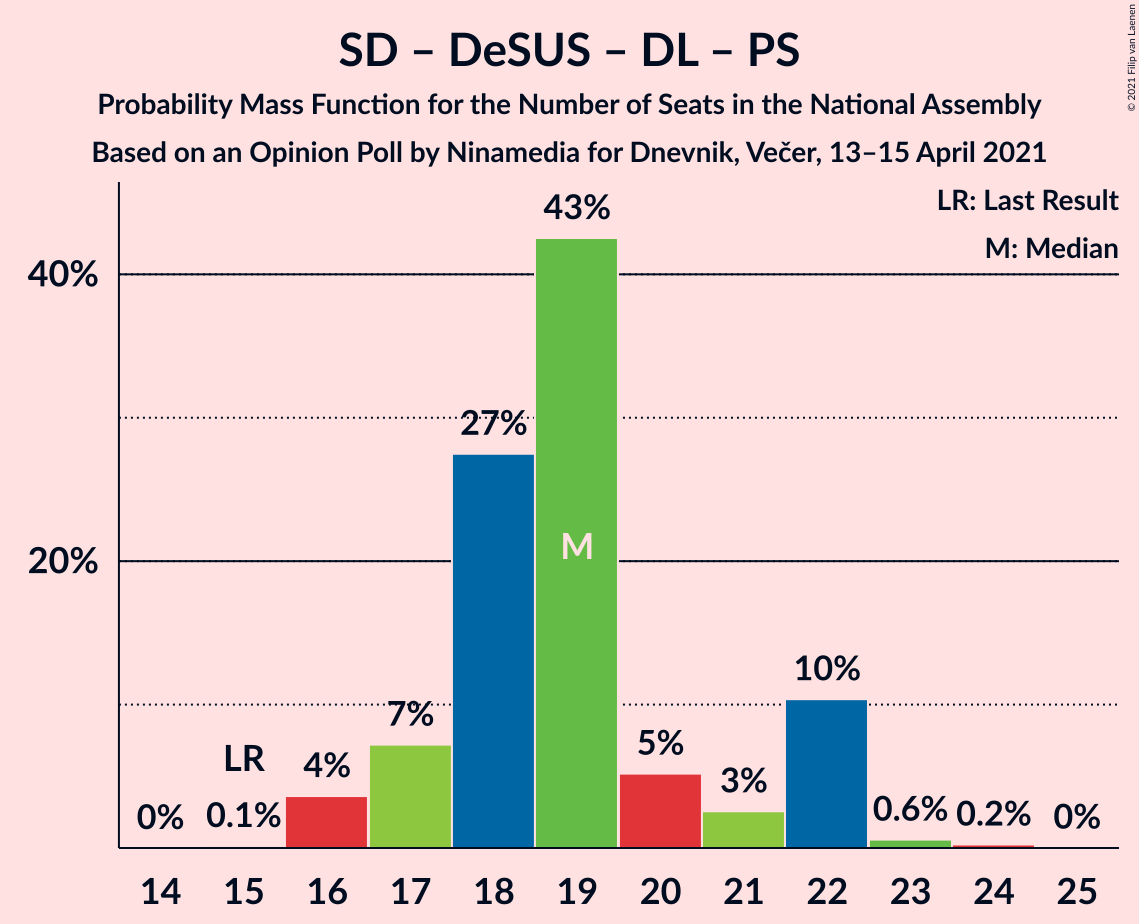 SD – DeSUS – DL – PS
Probability Mass Function for the Number of Seats in the National Assembly
Based on an Opinion Poll by Ninamedia for Dnevnik, Večer, 13–15 April 2021
© 2021 Filip van Laenen
LR: Last Result
M: Median
43%
40%
27%
M
20%
10%
7%
LR
4%
5%
3%
0%
0.1%
0.6%
0.2%
0%
14 15 16 17 18 19 20 21 22 23 24 25